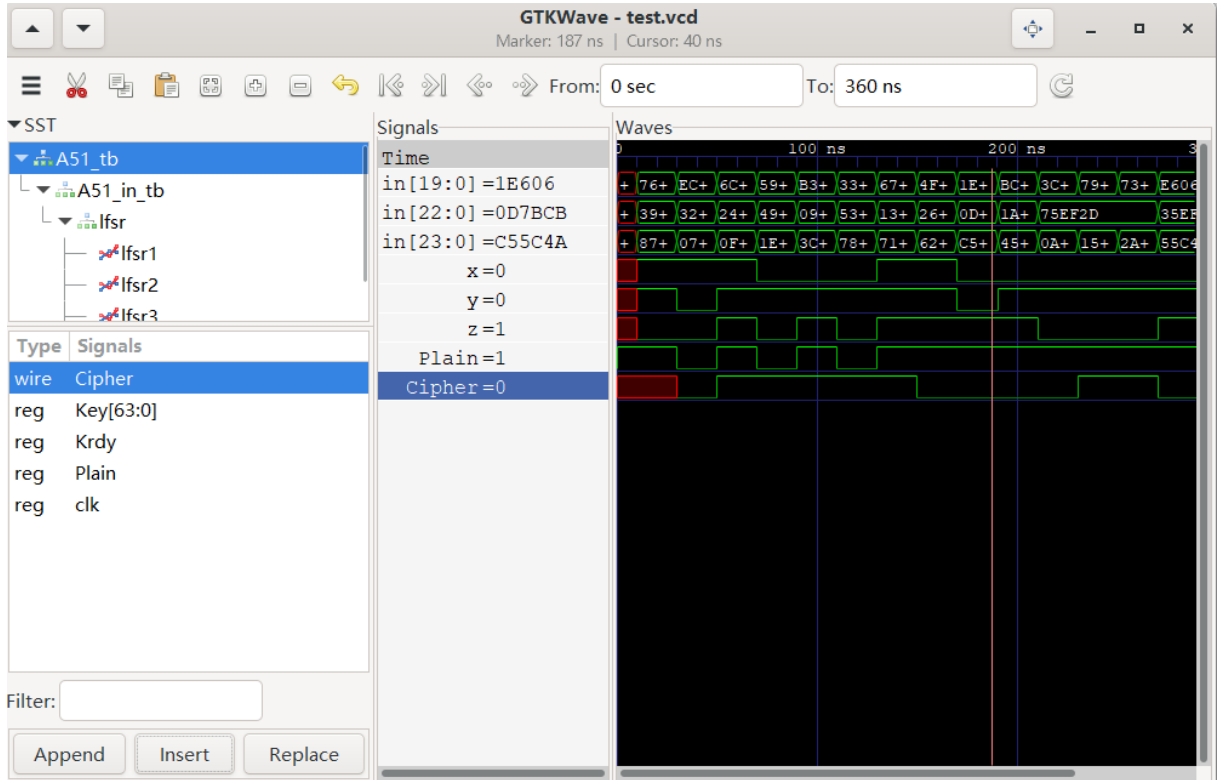 GTKWave - test.vcd
Marker: 187 ns | Cursor: 40 ns
From: 0 sec To: 360 ns
SST
A51_tb
A51_in_tb
lfsr
lfsr1
lfsr2
lfsr3
Type Signals
wire Cipher
reg Key[63:0]
reg Krdy
reg Plain
reg clk
Filter:
Append Insert Replace
Signals
Time
in[19:0]=1E606
in[22:0]=0D7BCB
in[23:0]=C55C4A
x=0
y=0
z=1
Plain=1
Cipher=0
Waves
0 100 ns 200 ns 3
+ 76+ EC+ 6C+ 59+ B3+ 33+ 67+ 4F+ 1E+ BC+ 3C+ 79+ 73+ E606
+ 39+ 32+ 24+ 49+ 09+ 53+ 13+ 26+ 0D+ 1A+ 75EF2D 35EF
+ 87+ 07+ 0F+ 1E+ 3C+ 78+ 71+ 62+ C5+ 45+ 0A+ 15+ 2A+ 55C4